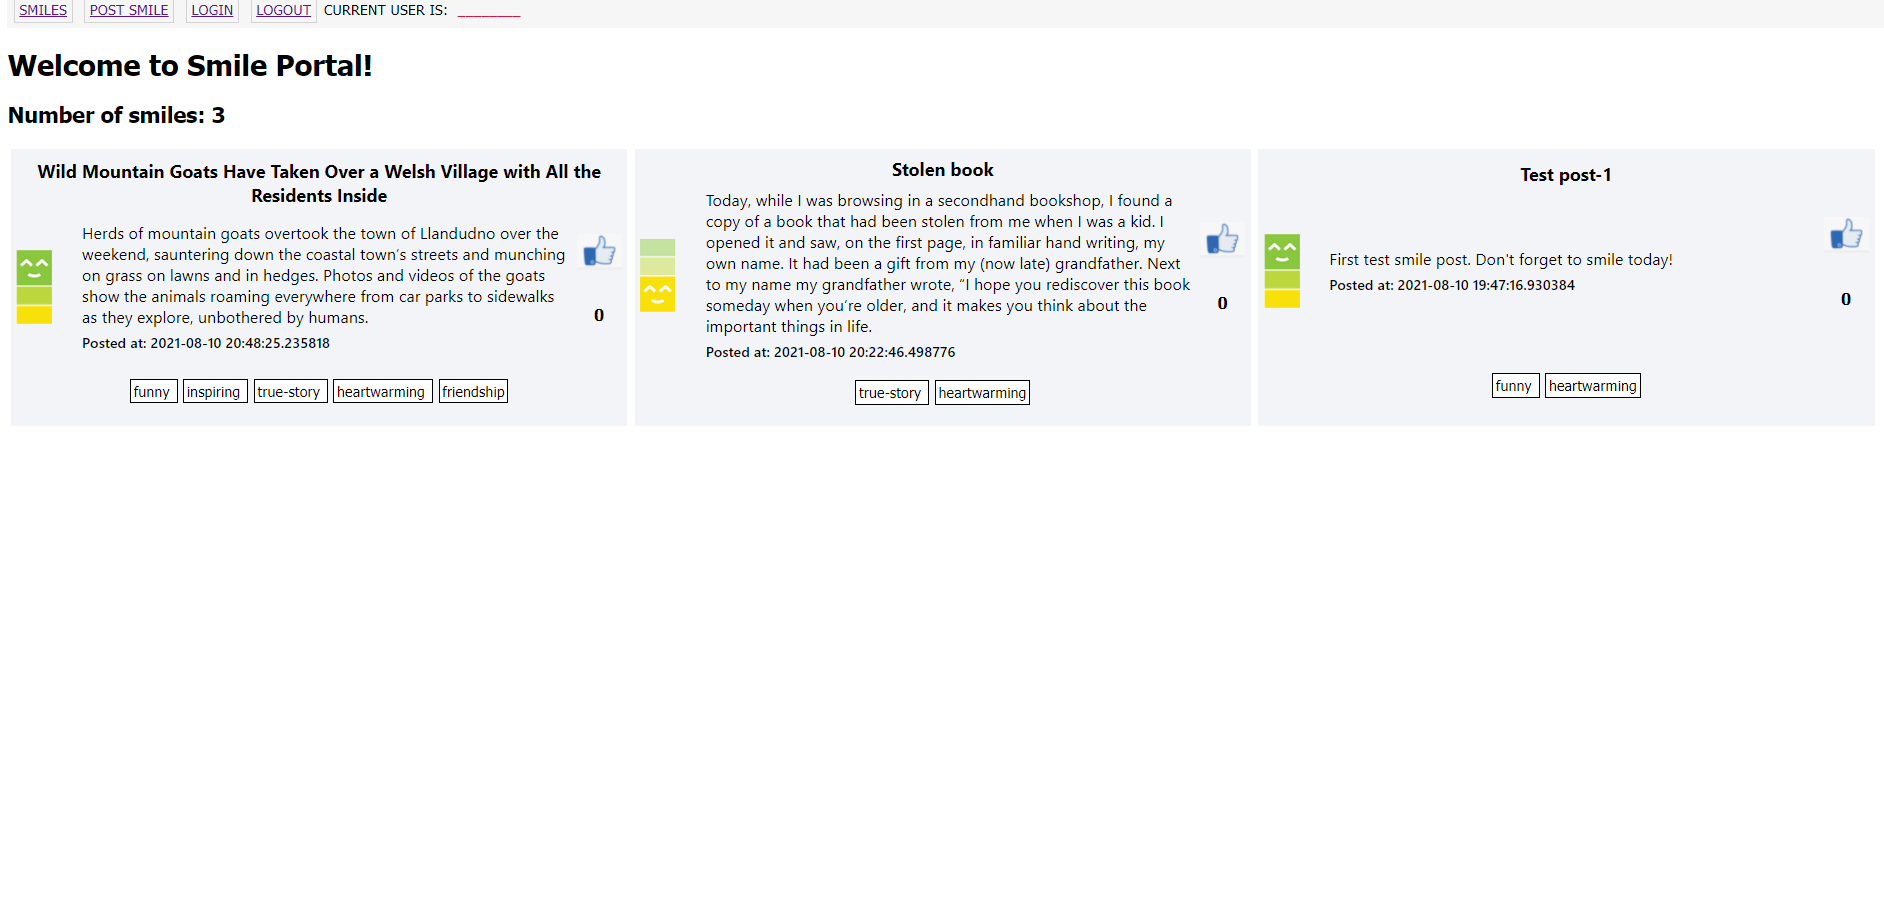 SMILES POST SMILE LOGIN LOGOUT CURRENT USER IS: ________
Welcome to Smile Portal!
Number of smiles: 3
Wild Mountain Goats Have Taken Over a Welsh Village with All the
Residents Inside
Herds of mountain goats overtook the town of Llandudno over the
weekend, sauntering down the coastal town's streets and munching
on grass on lawns and in hedges. Photos and videos of the goats
show the animals roaming everywhere from car parks to sidewalks
as they explore, unbothered by humans.
Posted at: 2021-08-10 20:48:25.235818
0
funny inspiring true-story heartwarming friendship
Stolen book
Today, while I was browsing in a secondhand bookshop, I found a
copy of a book that had been stolen from me when I was a kid. I
opened it and saw, on the first page, in familiar hand writing, my
own name. It had been a gift from my (now late) grandfather. Next
to my name my grandfather wrote, “I hope you rediscover this book
someday when you’re older, and it makes you think about the
important things in life.
Posted at: 2021-08-10 20:22:46.498776
0
true-story heartwarming
Test post-1
First test smile post. Don't forget to smile today!
Posted at: 2021-08-10 19:47:16.930384
0
funny heartwarming